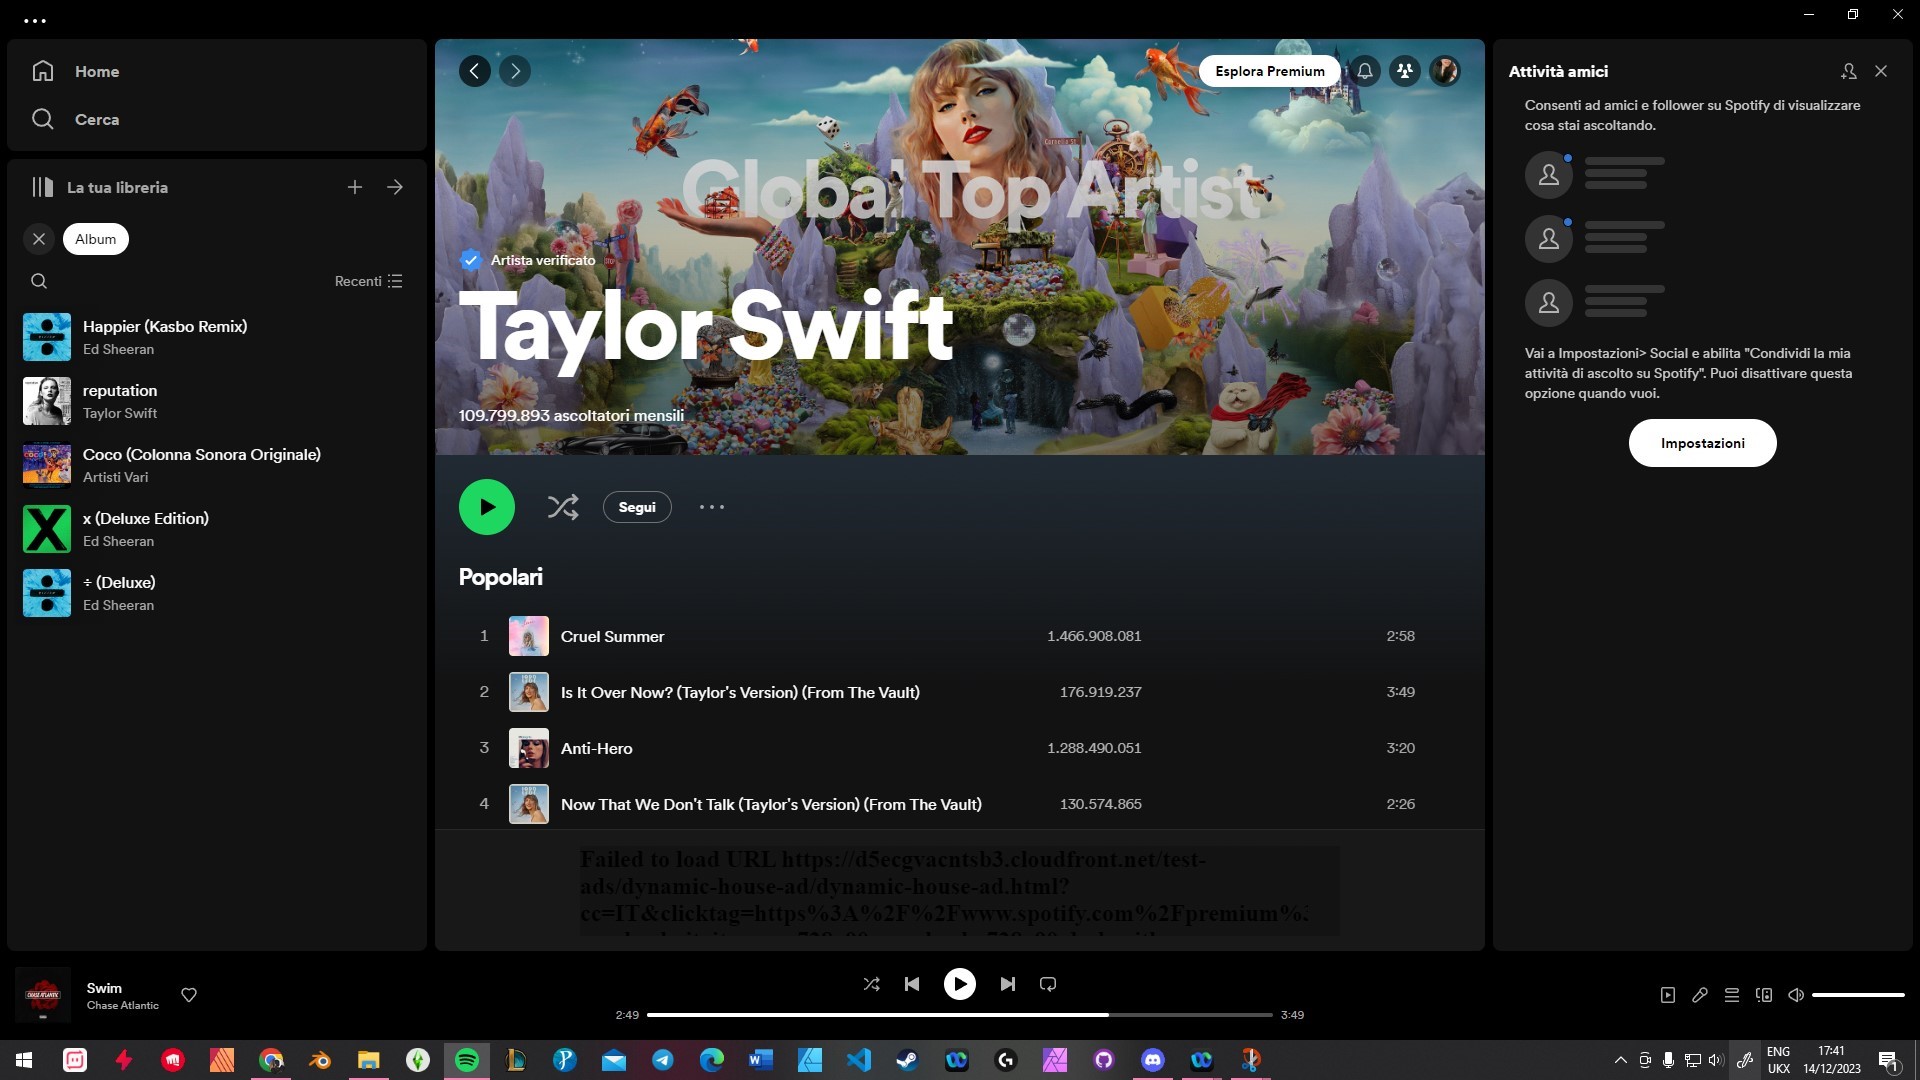 Home
Cerca
La tua libreria
Album
Recenti
Happier (Kasbo Remix)
Ed Sheeran
reputation
Taylor Swift
Coco (Colonna Sonora Originale)
Artisti Vari
x (Deluxe Edition)
Ed Sheeran
÷ (Deluxe)
Ed Sheeran
Esplora Premium
Global Top Artist
Artista verificato
Taylor Swift
109.799.893 ascoltatori mensili
Segui
Popolari
1 Cruel Summer 1.466.908.081 2:58
2 Is It Over Now? (Taylor's Version) (From The Vault) 176.919.237 3:49
3 Anti-Hero 1.288.490.051 3:20
4 Now That We Don't Talk (Taylor's Version) (From The Vault) 130.574.865 2:26
Failed to load URL https://d5ecgvacntsb3.cloudfront.net/test-
ads/dynamic-house-ad/dynamic-house-ad.html?
cc=IT&clicktag=https%3A%2F%2Fwww.spotify.com%2Fpremium%
Attività amici
Consenti ad amici e follower su Spotify di visualizzare
cosa stai ascoltando.
Vai a Impostazioni> Social e abilita "Condividi la mia
attività di ascolto su Spotify". Puoi disattivare questa
opzione quando vuoi.
Impostazioni
Swim
Chase Atlantic
2:49
3:49
ENG
UKX
17:41
14/12/2023
1